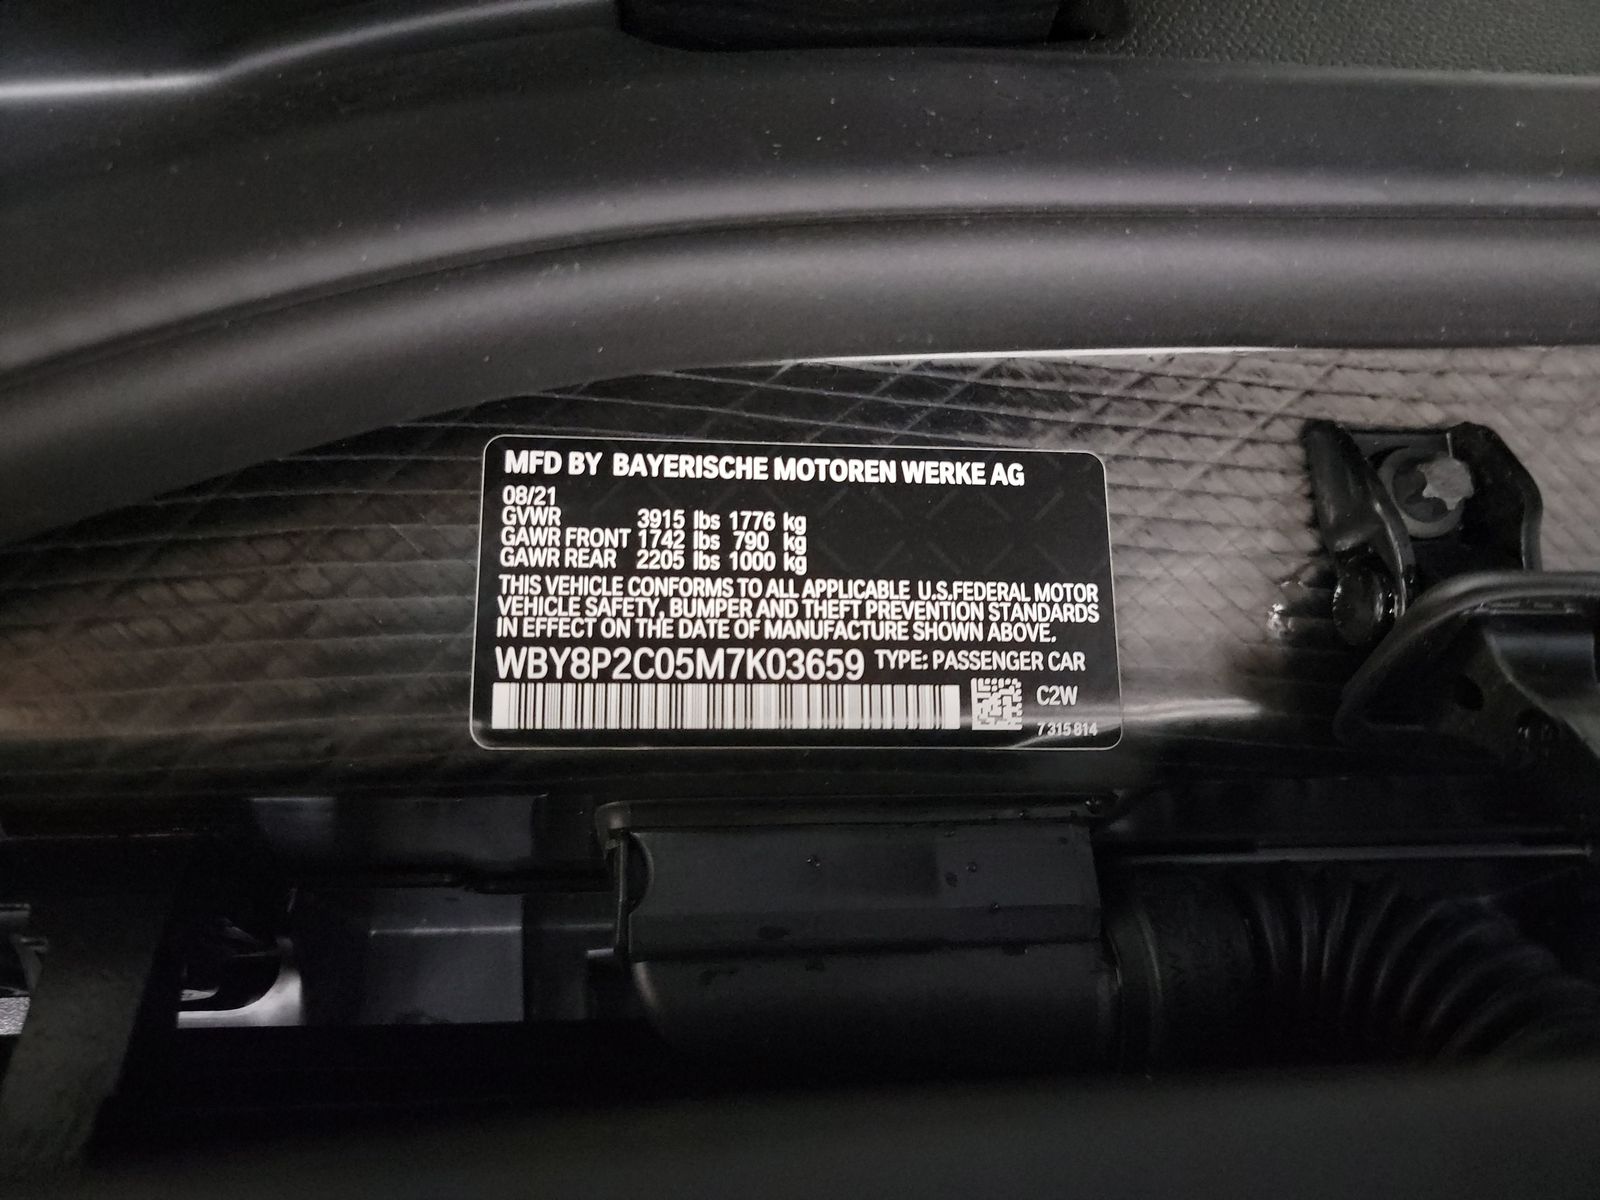 MFD BY BAYERISCHE MOTOREN WERKE AG
08/21
GVWR 3915 lbs 1776 kg
GAWR FRONT 1742 lbs 790 kg
GAWR REAR 2205 lbs 1000 kg
THIS VEHICLE CONFORMS TO ALL APPLICABLE U.S.FEDERAL MOTOR
VEHICLE SAFETY, BUMPER AND THEFT PREVENTION STANDARDS
IN EFFECT ON THE DATE OF MANUFACTURE SHOWN ABOVE.
WBY8P2C05M7K03659 TYPE: PASSENGER CAR
C2W
7 315 814